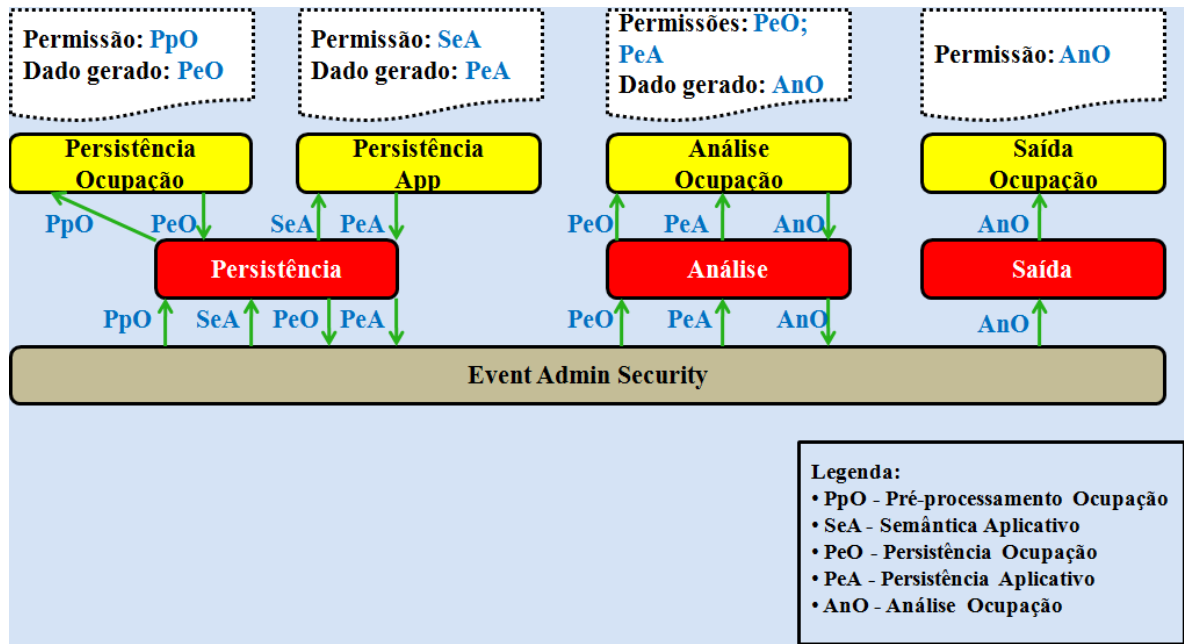 Permissão: PpO
Dado gerado: PeO
Permissão: SeA
Dado gerado: PeA
Permissões: PeO;
PeA
Dado gerado: AnO
Permissão: AnO
Persistência
Ocupação
Persistência
App
Análise
Ocupação
Saída
Ocupação
PpO
PeO
SeA
PeA
PeO
PeA
AnO
AnO
Persistência
Análise
Saída
PpO
SeA
PeO
PeA
PeO
PeA
AnO
AnO
Event Admin Security
Legenda:
• PpO - Pré-processamento Ocupação
• SeA - Semântica Aplicativo
• PeO - Persistência Ocupação
• PeA - Persistência Aplicativo
• AnO - Análise Ocupação